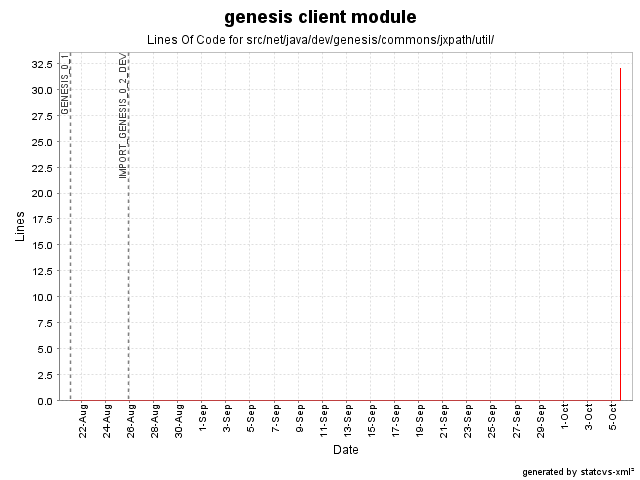 genesis client module
Lines Of Code for src/net/java/dev/genesis/commons/jxpath/util/
GENESIS_0_1
IMPORT_GENESIS_0_2_DEV
Lines
32.5
30.0
27.5
25.0
22.5
20.0
17.5
15.0
12.5
10.0
7.5
5.0
2.5
0.0
22-Aug
24-Aug
26-Aug
28-Aug
30-Aug
1-Sep
3-Sep
5-Sep
7-Sep
9-Sep
11-Sep
13-Sep
15-Sep
17-Sep
19-Sep
21-Sep
23-Sep
25-Sep
27-Sep
29-Sep
1-Oct
3-Oct
5-Oct
Date
generated by statcvs-xml²